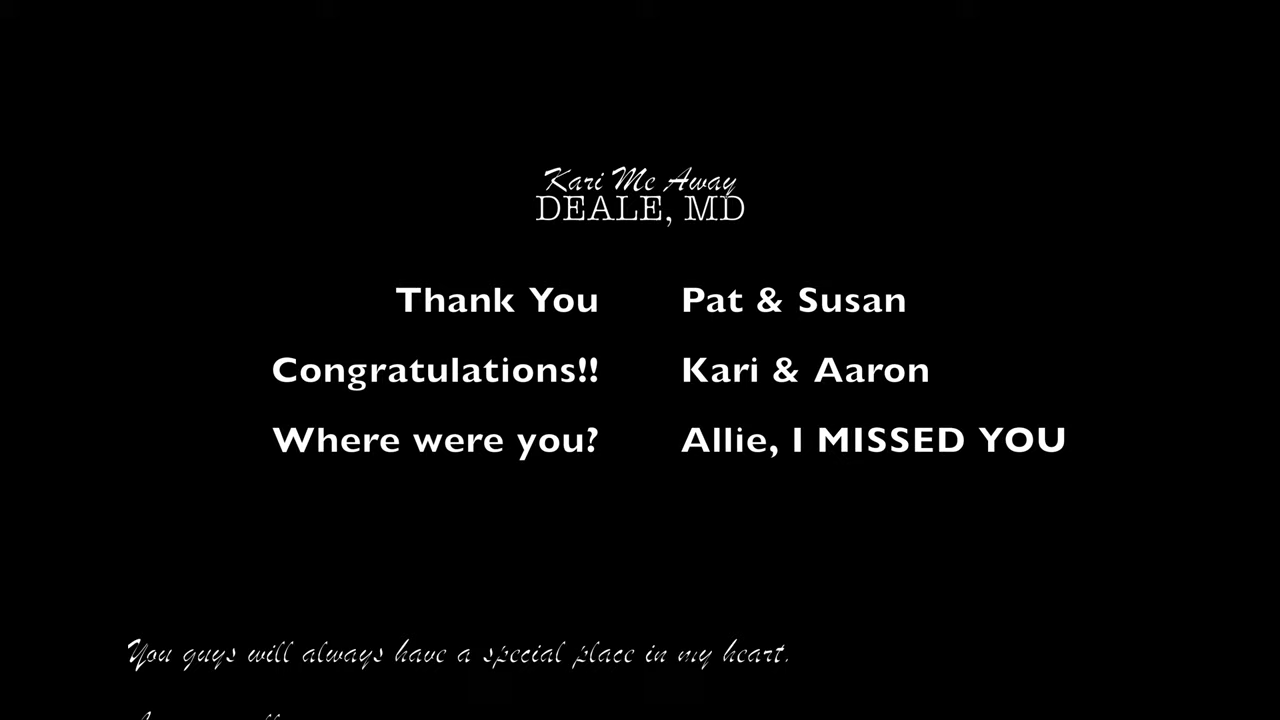 Kari Me Away
DEALE, MD
Thank You Pat & Susan
Congratulations!! Kari & Aaron
Where were you? Allie, I MISSED YOU
You guys will always have a special place in my heart.